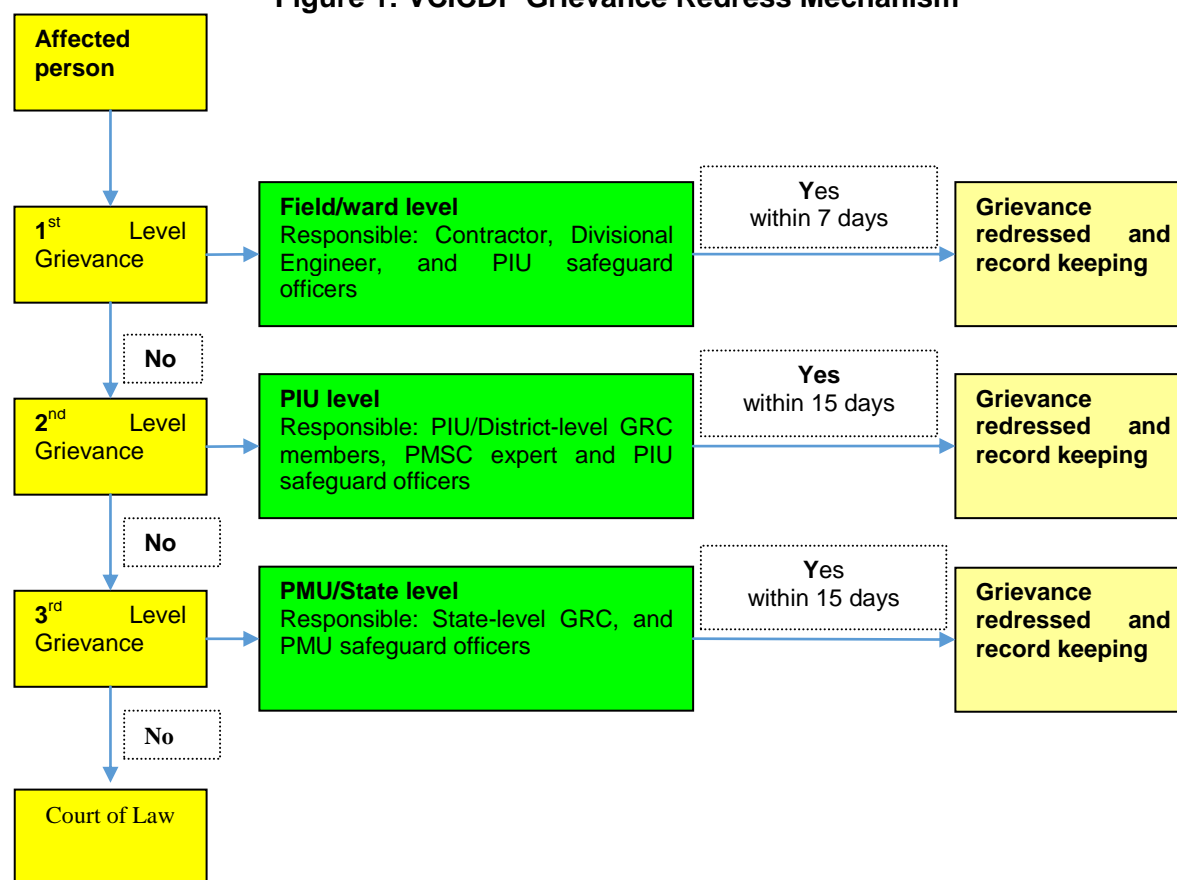 Figure 1: VCICDP Grievance Redress Mechanism
Affected
person
1st Level
Grievance
Field/ward level
Responsible: Contractor, Divisional
Engineer, and PIU safeguard
officers
Yes
within 7 days
Grievance
redressed and
record keeping
No
2nd Level
Grievance
PIU level
Responsible: PIU/District-level GRC
members, PMSC expert and PIU
safeguard officers
Yes
within 15 days
Grievance
redressed and
record keeping
No
3rd Level
Grievance
PMU/State level
Responsible: State-level GRC, and
PMU safeguard officers
Yes
within 15 days
Grievance
redressed and
record keeping
No
Court of Law